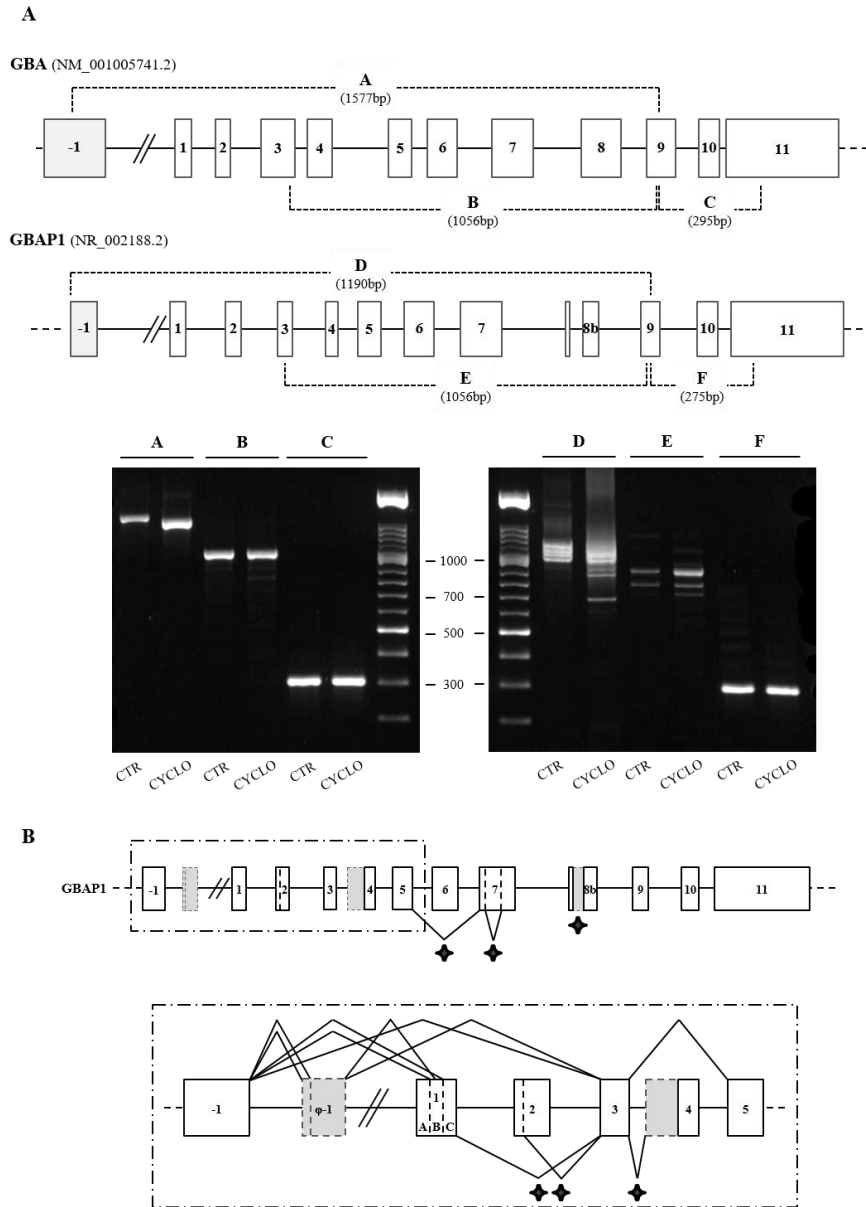 A
GBA (NM_001005741.2)
A
(1577bp)
-1 1 2 3 4 5 6 7 8 9 10 11
B
(1056bp)
C
(295bp)
GBAP1 (NR_002188.2)
D
(1190bp)
-1 1 2 3 4 5 6 7 8b 9 10 11
E
(1056bp)
F
(275bp)
A B C D E F
1000
700
500
300
CTR CYCLO CTR CYCLO CTR CYCLO CTR CYCLO CTR CYCLO CTR CYCLO
B
GBAP1 -1 1 2 3 4 5 6 7 8b 9 10 11
-1 φ-1 1 2 3 4 5
A B C